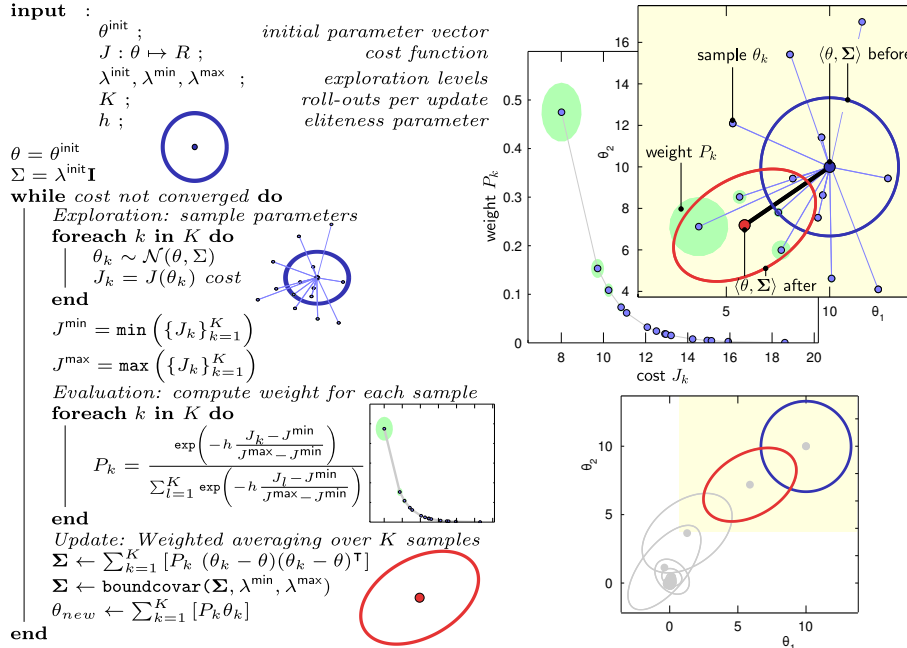 input :
θ^init ; initial parameter vector
J : θ ↦ R ; cost function
λ^init, λ^min, λ^max ; exploration levels
K ; roll-outs per update
h ; eliteness parameter
θ = θ^init
Σ = λ^init I
while cost not converged do
Exploration: sample parameters
foreach k in K do
θ_k ∼ N(θ, Σ)
J_k = J(θ_k) cost
end
J^min = min ({J_k}_{k=1}^K)
J^max = max ({J_k}_{k=1}^K)
Evaluation: compute weight for each sample
foreach k in K do
P_k = exp(−h (J_k − J^min)/(J^max − J^min)) / ∑_{l=1}^K exp(−h (J_l − J^min)/(J^max − J^min))
end
Update: Weighted averaging over K samples
Σ ← ∑_{k=1}^K [P_k (θ_k − θ)(θ_k − θ)^⊤]
Σ ← boundcovar(Σ, λ^min, λ^max)
θ_new ← ∑_{k=1}^K [P_k θ_k]
end
weight P_k
0.5
0.4
0.3
0.2
0.1
0
6 8 10 12 14 16 18 20
cost J_k
θ_2
16
14
12
10
8
6
4
5 10
θ_1
sample θ_k
⟨θ, Σ⟩ before
weight P_k
⟨θ, Σ⟩ after
θ_2
10
5
0
0 5 10
θ_1